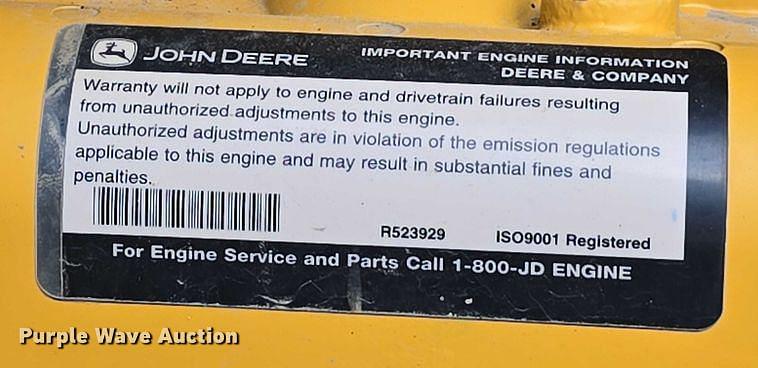 JOHN DEERE
IMPORTANT ENGINE INFORMATION
DEERE & COMPANY
Warranty will not apply to engine and drivetrain failures resulting
from unauthorized adjustments to this engine.
Unauthorized adjustments are in violation of the emission regulations
applicable to this engine and may result in substantial fines and
penalties.
R523929 ISO9001 Registered
For Engine Service and Parts Call 1-800-JD ENGINE
Purple Wave Auction